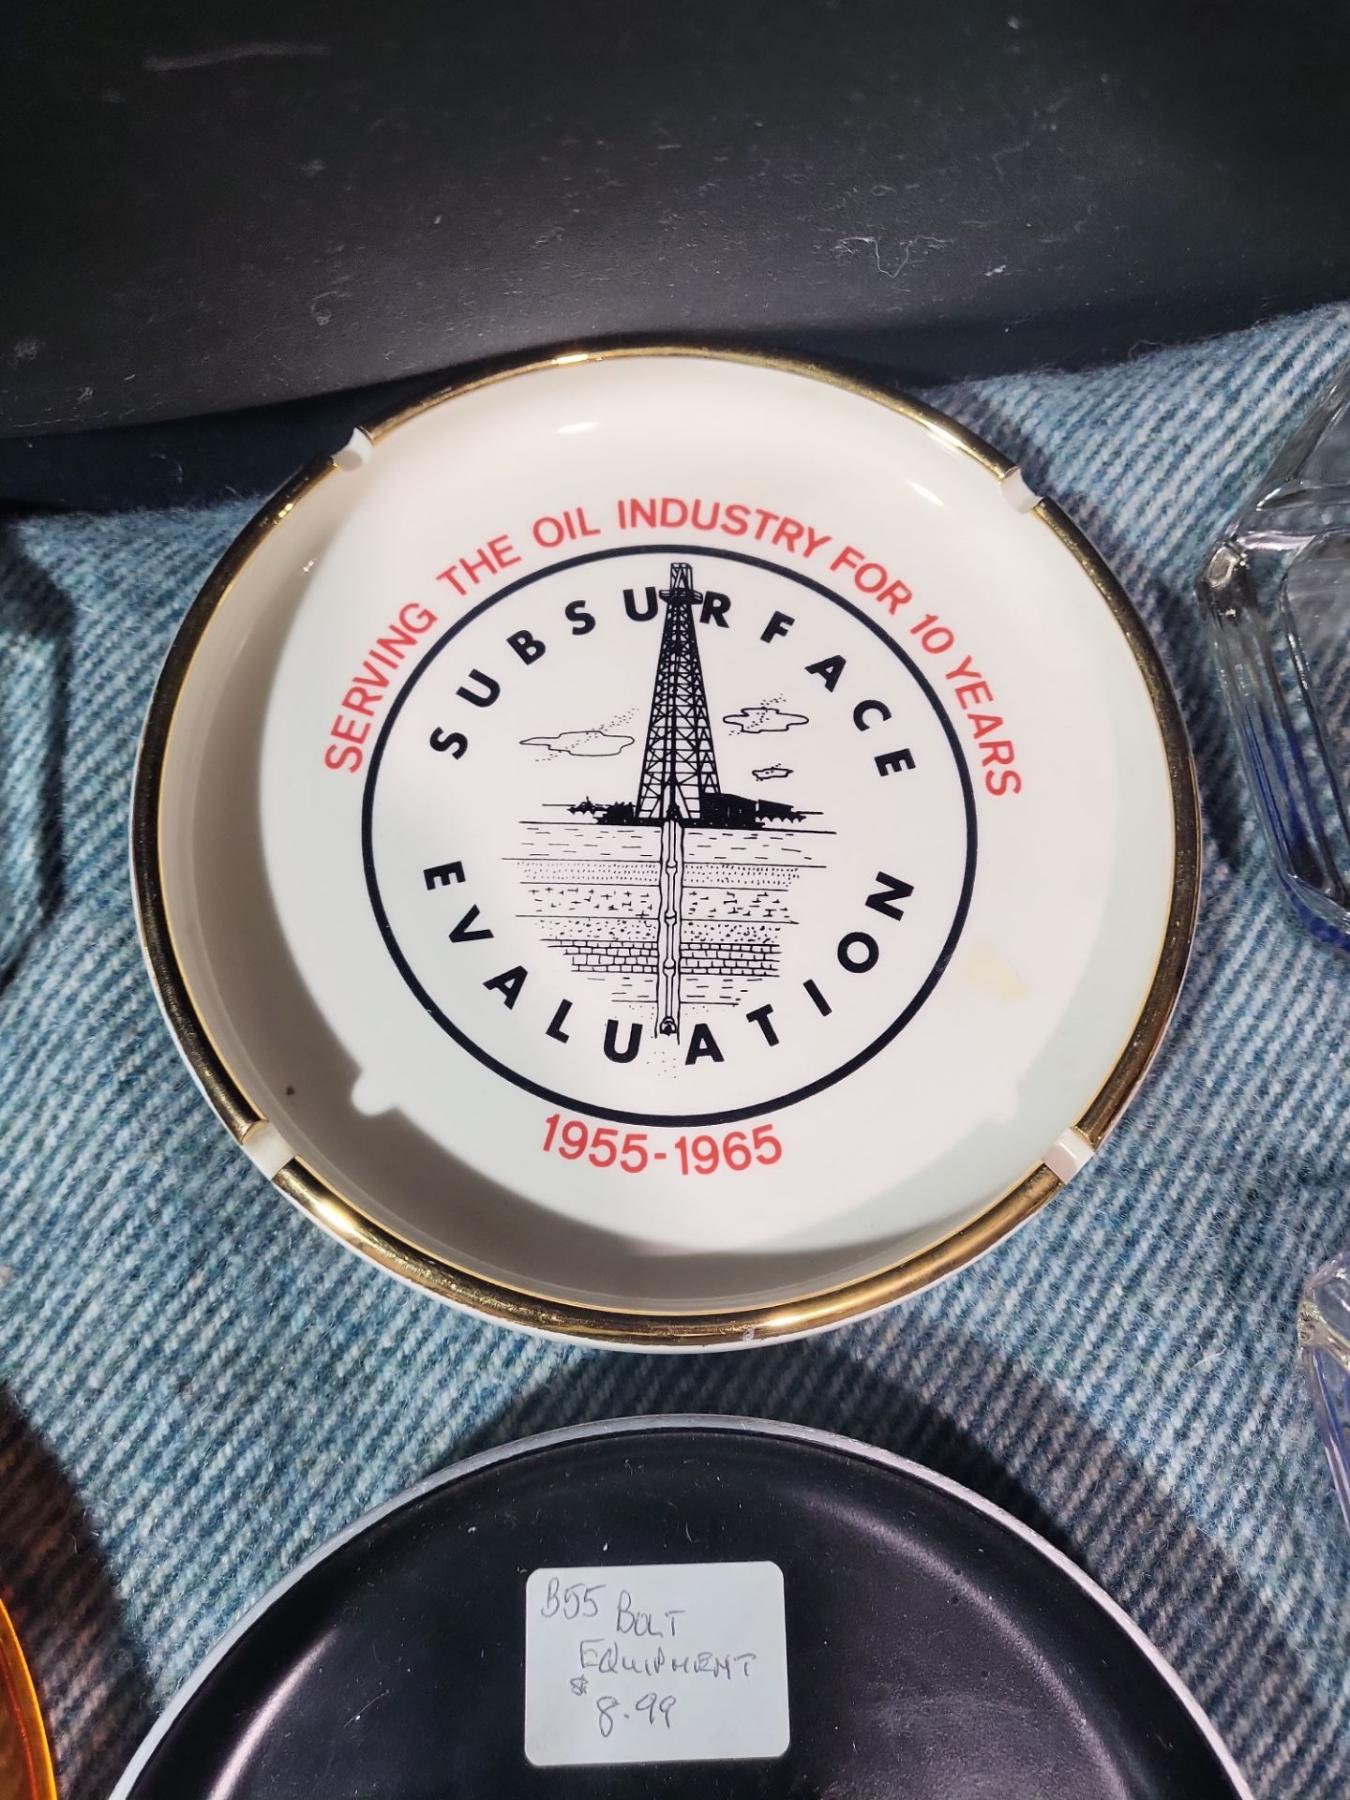 SERVING THE OIL INDUSTRY FOR 10 YEARS
SUBSURFACE
EVALUATION
1955-1965
B55 BOLT
EQUIPMENT
$8.99